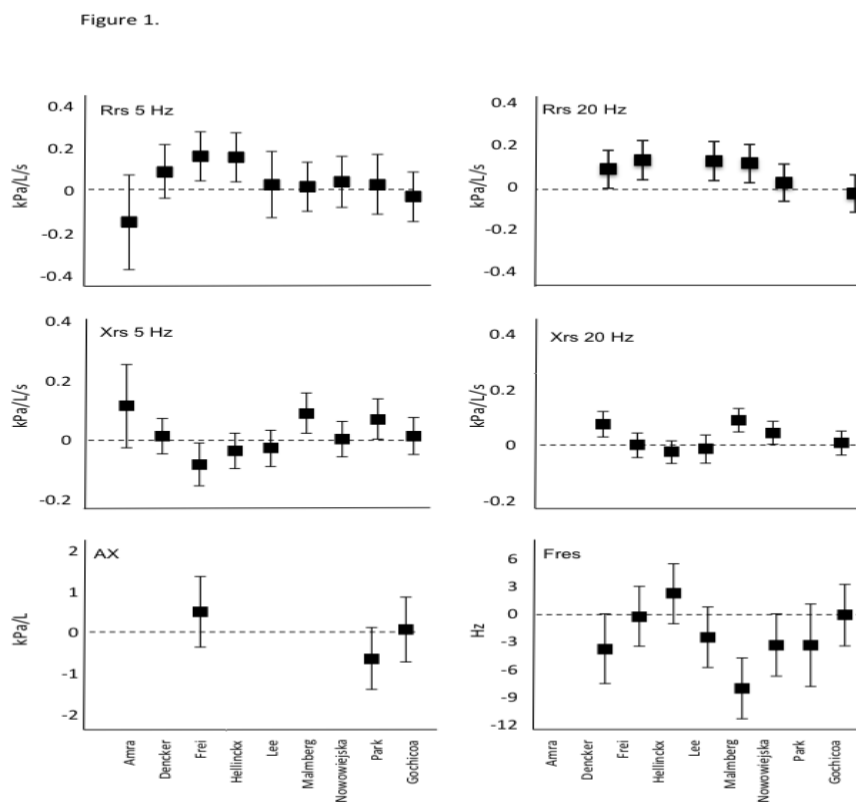 Figure 1.
Rrs 5 Hz
kPa/L/s
0.4
0.2
0
-0.2
-0.4
Rrs 20 Hz
kPa/L/s
0.4
0.2
0
-0.2
-0.4
Xrs 5 Hz
kPa/L/s
0.4
0.2
0
-0.2
Xrs 20 Hz
kPa/L/s
0.4
0.2
0
-0.2
AX
kPa/L
2
1
0
-1
-2
Fres
Hz
6
3
0
-3
-6
-9
-12
Amra
Dencker
Frei
Hellinckx
Lee
Malmberg
Nowowiejska
Park
Gochicoa
Amra
Dencker
Frei
Hellinckx
Lee
Malmberg
Nowowiejska
Park
Gochicoa